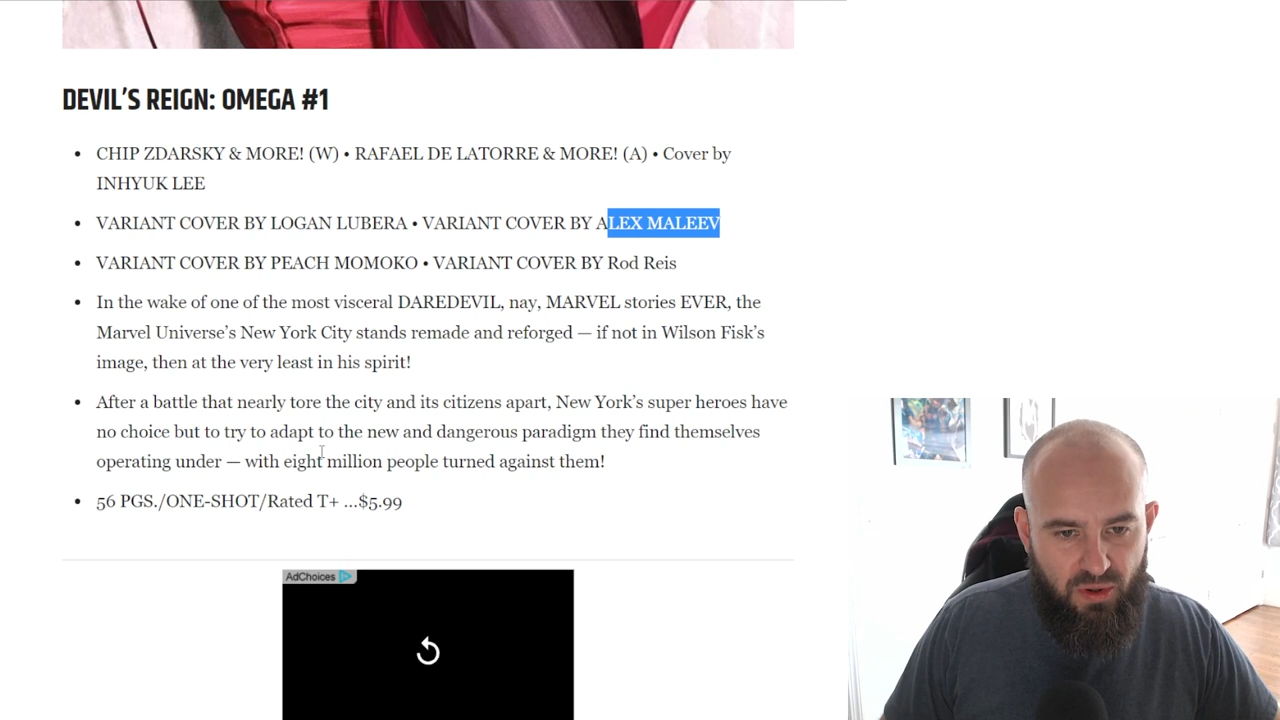 DEVIL’S REIGN: OMEGA #1
• CHIP ZDARSKY & MORE! (W) • RAFAEL DE LATORRE & MORE! (A) • Cover by
INHYUK LEE
• VARIANT COVER BY LOGAN LUBERA • VARIANT COVER BY ALEX MALEEV
• VARIANT COVER BY PEACH MOMOKO • VARIANT COVER BY Rod Reis
• In the wake of one of the most visceral DAREDEVIL, nay, MARVEL stories EVER, the
Marvel Universe’s New York City stands remade and reforged — if not in Wilson Fisk’s
image, then at the very least in his spirit!
• After a battle that nearly tore the city and its citizens apart, New York’s super heroes have
no choice but to try to adapt to the new and dangerous paradigm they find themselves
operating under — with eight million people turned against them!
• 56 PGS./ONE-SHOT/Rated T+ …$5.99
AdChoices